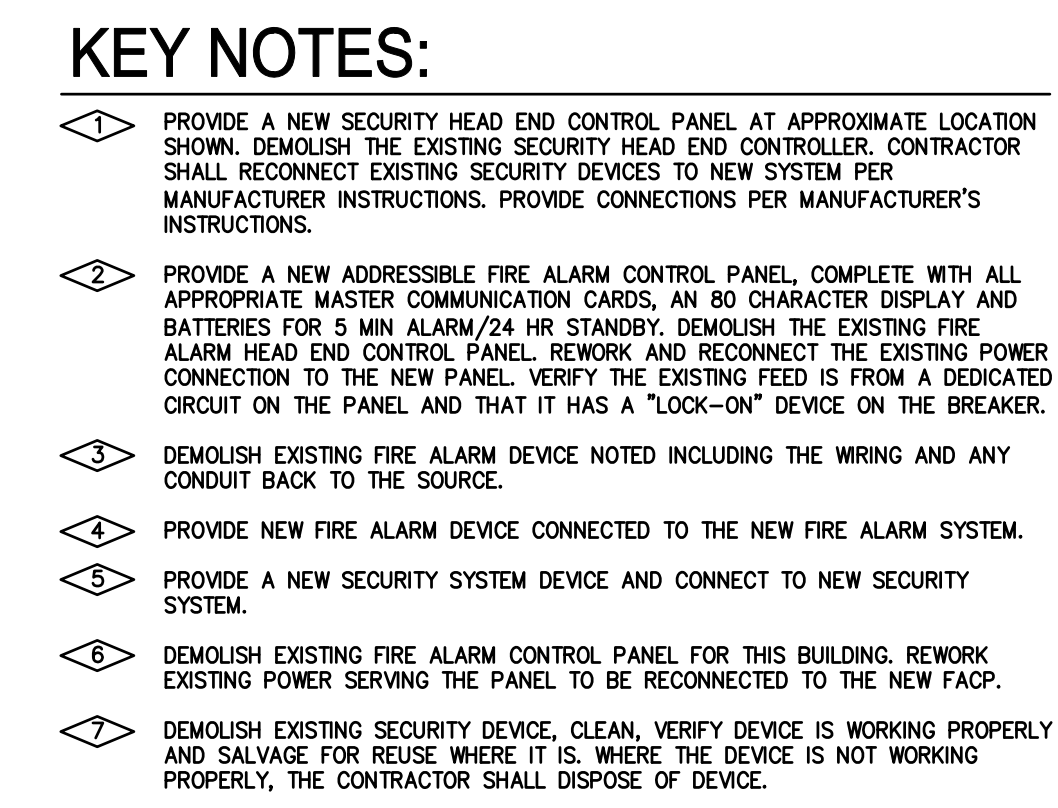 KEY NOTES:
1 PROVIDE A NEW SECURITY HEAD END CONTROL PANEL AT APPROXIMATE LOCATION
SHOWN. DEMOLISH THE EXISTING SECURITY HEAD END CONTROLLER. CONTRACTOR
SHALL RECONNECT EXISTING SECURITY DEVICES TO NEW SYSTEM PER
MANUFACTURER INSTRUCTIONS. PROVIDE CONNECTIONS PER MANUFACTURER'S
INSTRUCTIONS.
2 PROVIDE A NEW ADDRESSIBLE FIRE ALARM CONTROL PANEL, COMPLETE WITH ALL
APPROPRIATE MASTER COMMUNICATION CARDS, AN 80 CHARACTER DISPLAY AND
BATTERIES FOR 5 MIN ALARM/24 HR STANDBY. DEMOLISH THE EXISTING FIRE
ALARM HEAD END CONTROL PANEL. REWORK AND RECONNECT THE EXISTING POWER
CONNECTION TO THE NEW PANEL. VERIFY THE EXISTING FEED IS FROM A DEDICATED
CIRCUIT ON THE PANEL AND THAT IT HAS A "LOCK-ON" DEVICE ON THE BREAKER.
3 DEMOLISH EXISTING FIRE ALARM DEVICE NOTED INCLUDING THE WIRING AND ANY
CONDUIT BACK TO THE SOURCE.
4 PROVIDE NEW FIRE ALARM DEVICE CONNECTED TO THE NEW FIRE ALARM SYSTEM.
5 PROVIDE A NEW SECURITY SYSTEM DEVICE AND CONNECT TO NEW SECURITY
SYSTEM.
6 DEMOLISH EXISTING FIRE ALARM CONTROL PANEL FOR THIS BUILDING. REWORK
EXISTING POWER SERVING THE PANEL TO BE RECONNECTED TO THE NEW FACP.
7 DEMOLISH EXISTING SECURITY DEVICE, CLEAN, VERIFY DEVICE IS WORKING PROPERLY
AND SALVAGE FOR REUSE WHERE IT IS. WHERE THE DEVICE IS NOT WORKING
PROPERLY, THE CONTRACTOR SHALL DISPOSE OF DEVICE.